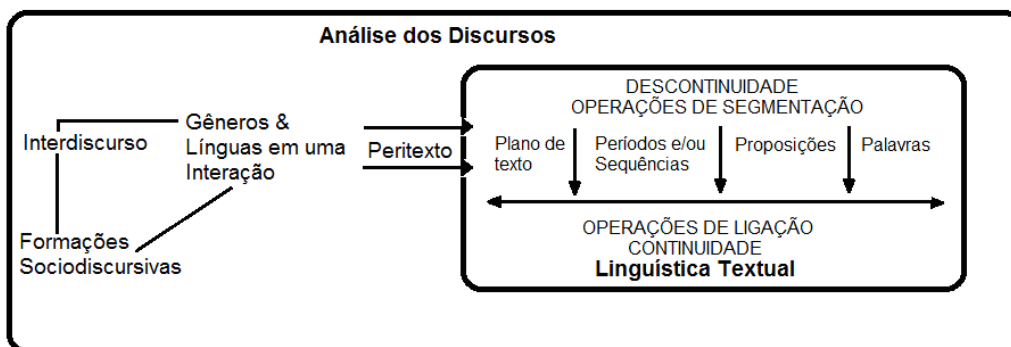 Análise dos Discursos
Interdiscurso
Gêneros &
Línguas em uma
Interação
Formações
Sociodiscursivas
Peritexto
DESCONTINUIDADE
OPERAÇÕES DE SEGMENTAÇÃO
Plano de
texto
Períodos e/ou
Sequências
Proposições
Palavras
OPERAÇÕES DE LIGAÇÃO
CONTINUIDADE
Linguística Textual